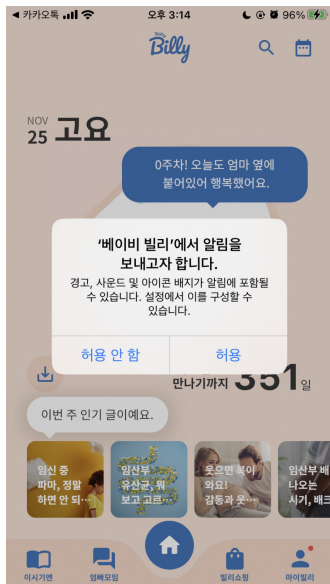 카카오톡
오후 3:14
96%
Billy
NOV
25 고요
0주차! 오늘도 엄마 옆에
붙어있어 행복했어요.
‘베이비 빌리’에서 알림을
보내고자 합니다.
경고, 사운드 및 아이콘 배지가 알림에 포함될
수 있습니다. 설정에서 이를 구성할 수
있습니다.
허용 안 함
허용
만나기까지 351일
이번 주 인기 글이에요.
임신 중
파마, 정말
하면 안 되…
임산부
유산균, 뭐
보고 고르…
웃으면 복이
와요!
감동과 웃…
임산부 배
나오는
시기, 배크
이시기엔
엄빠모임
빌리쇼핑
마이빌리